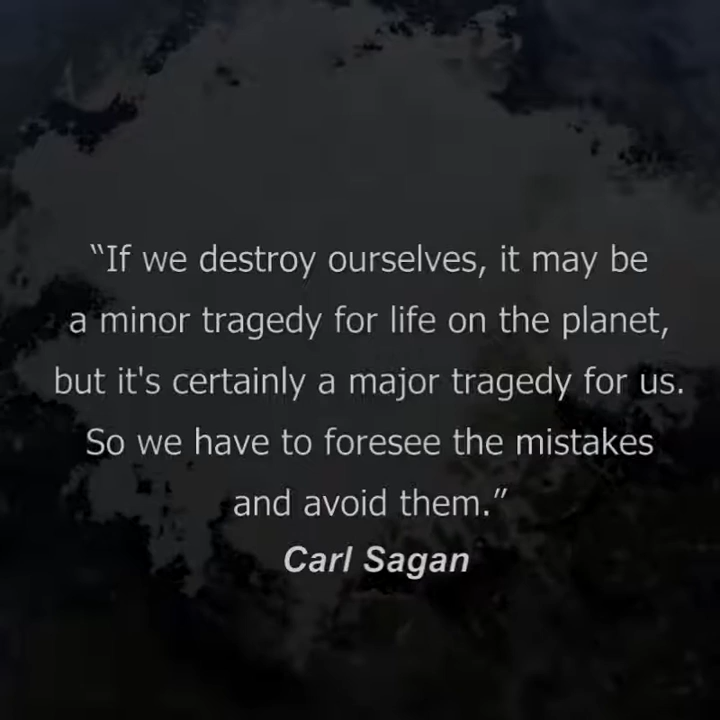 “If we destroy ourselves, it may be
a minor tragedy for life on the planet,
but it's certainly a major tragedy for us.
So we have to foresee the mistakes
and avoid them.”
Carl Sagan